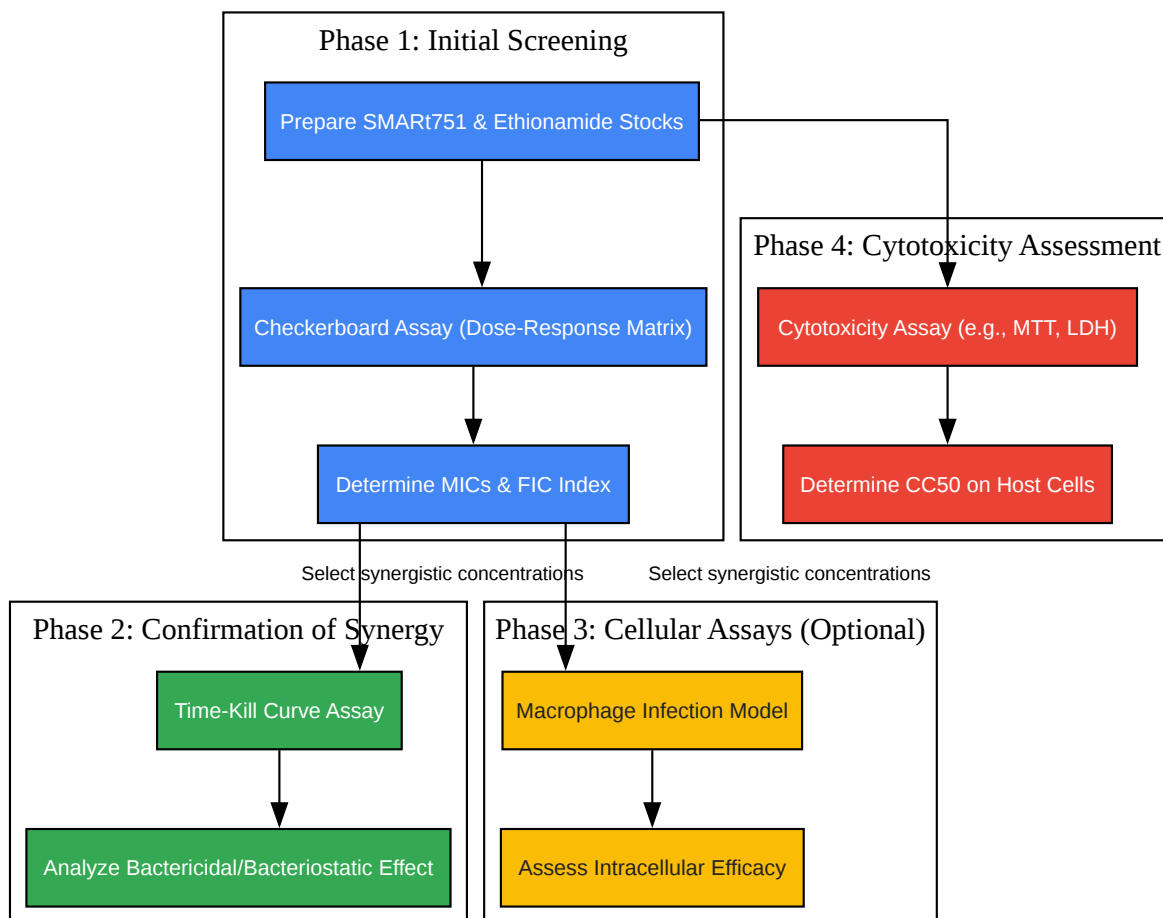 Phase 1: Initial Screening
Prepare SMARt751 & Ethionamide Stocks
Checkerboard Assay (Dose-Response Matrix)
Determine MICs & FIC Index
Phase 4: Cytotoxicity Assessment
Cytotoxicity Assay (e.g., MTT, LDH)
Determine CC50 on Host Cells
Select synergistic concentrations
Select synergistic concentrations
Phase 2: Confirmation of Synergy
Time-Kill Curve Assay
Analyze Bactericidal/Bacteriostatic Effect
Phase 3: Cellular Assays (Optional)
Macrophage Infection Model
Assess Intracellular Efficacy